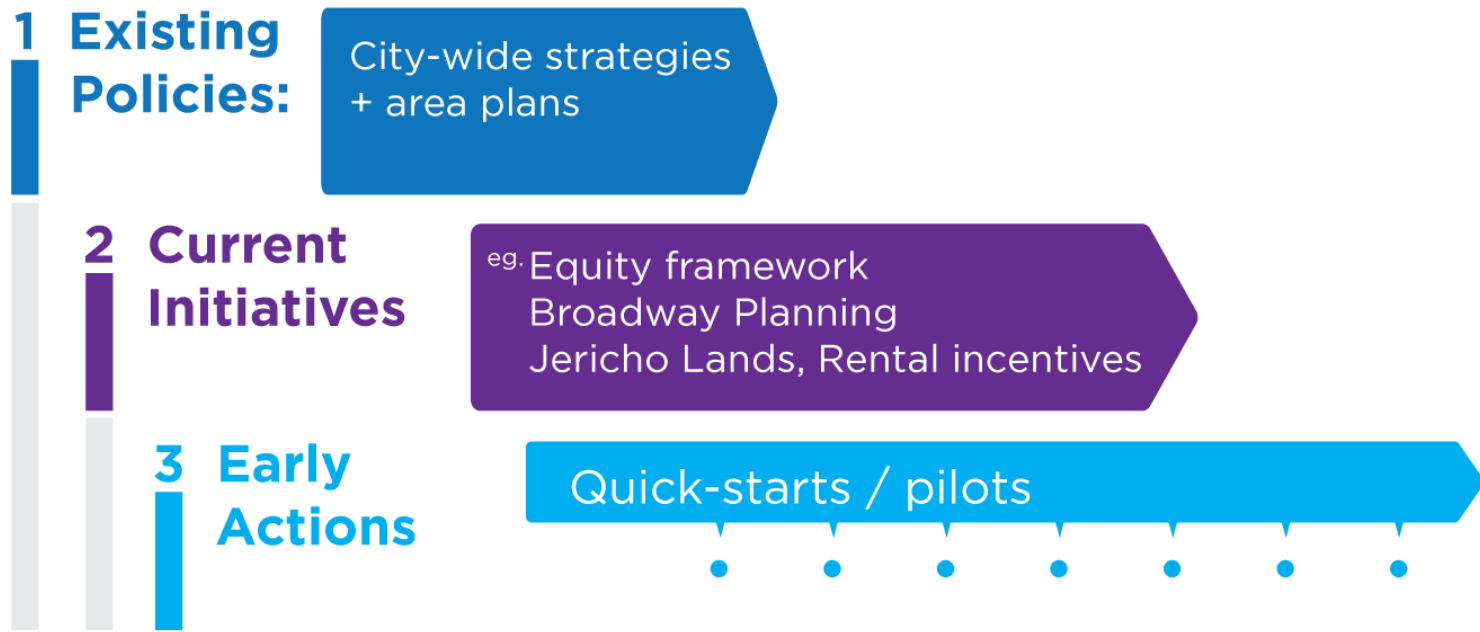 1 Existing
Policies:
City-wide strategies
+ area plans
2 Current
Initiatives
eg. Equity framework
Broadway Planning
Jericho Lands, Rental incentives
3 Early
Actions
Quick-starts / pilots